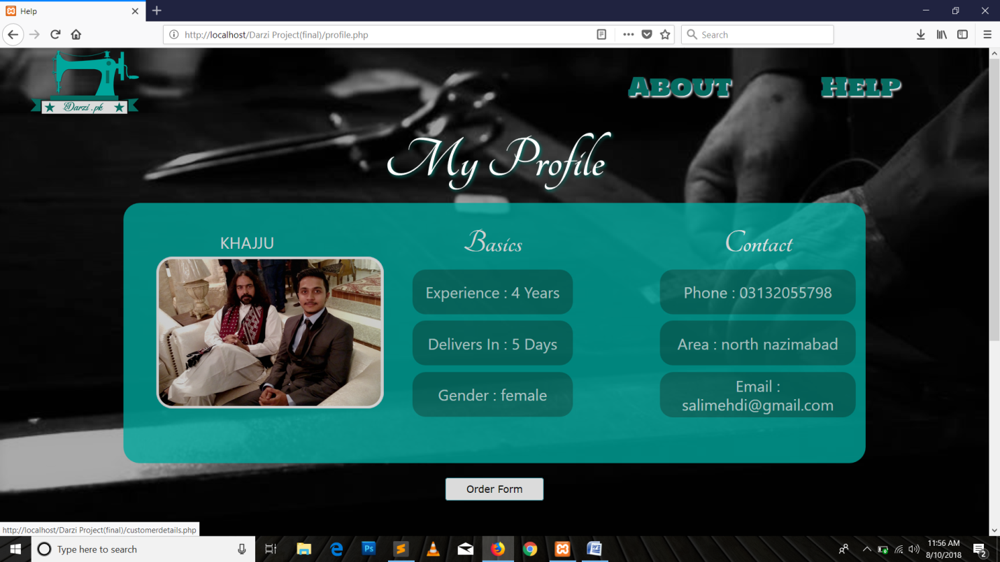 Help
http://localhost/Darzi Project(final)/profile.php
Search
Darzi .pk
About
Help
My Profile
KHAJJU
Basics
Experience : 4 Years
Delivers In : 5 Days
Gender : female
Contact
Phone : 03132055798
Area : north nazimabad
Email :
salimehdi@gmail.com
Order Form
http://localhost/Darzi Project(final)/customerdetails.php
Type here to search
Ps
11:56 AM
8/10/2018
2